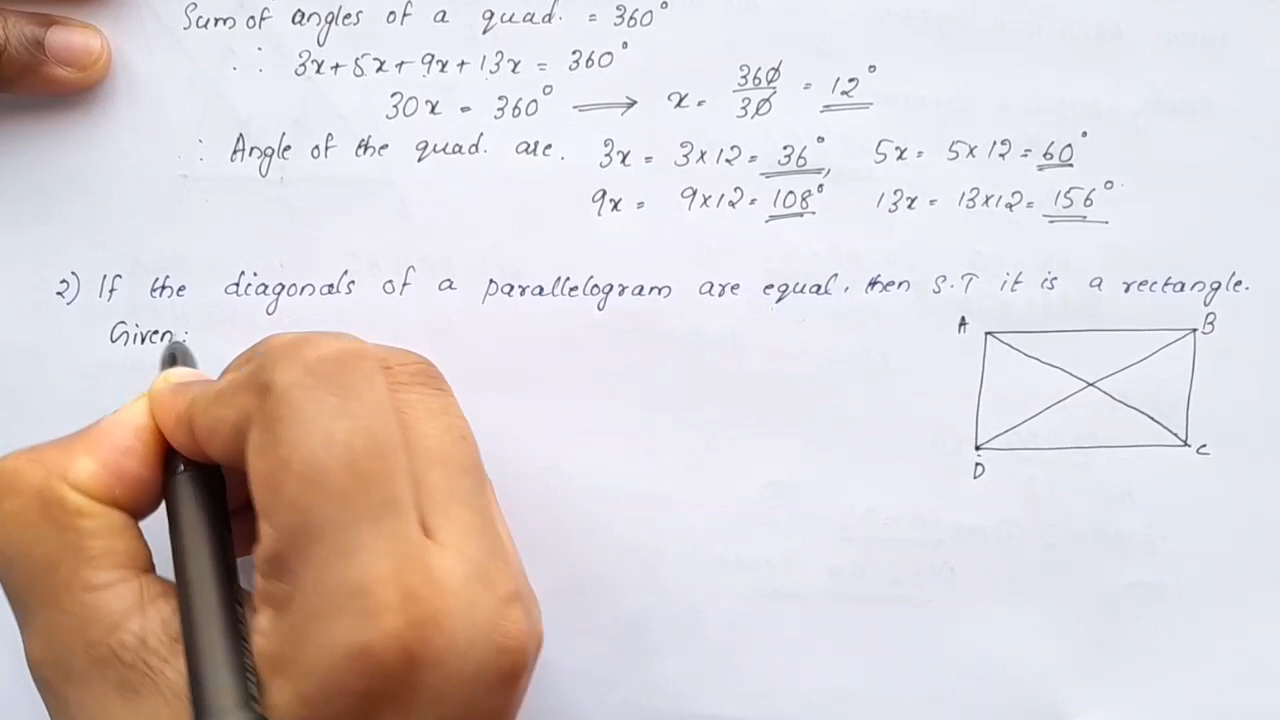 Sum of angles of a quad. = 360°
∴ 3x+5x+9x+13x = 360°
30x = 360° ⟹ x = 360/30 = 12°
∴ Angle of the quad. are. 3x = 3×12 = 36°, 5x = 5×12 = 60°
9x = 9×12 = 108° 13x = 13×12 = 156°
2) If the diagonals of a parallelogram are equal, then S.T it is a rectangle.
Given:
A B
D C